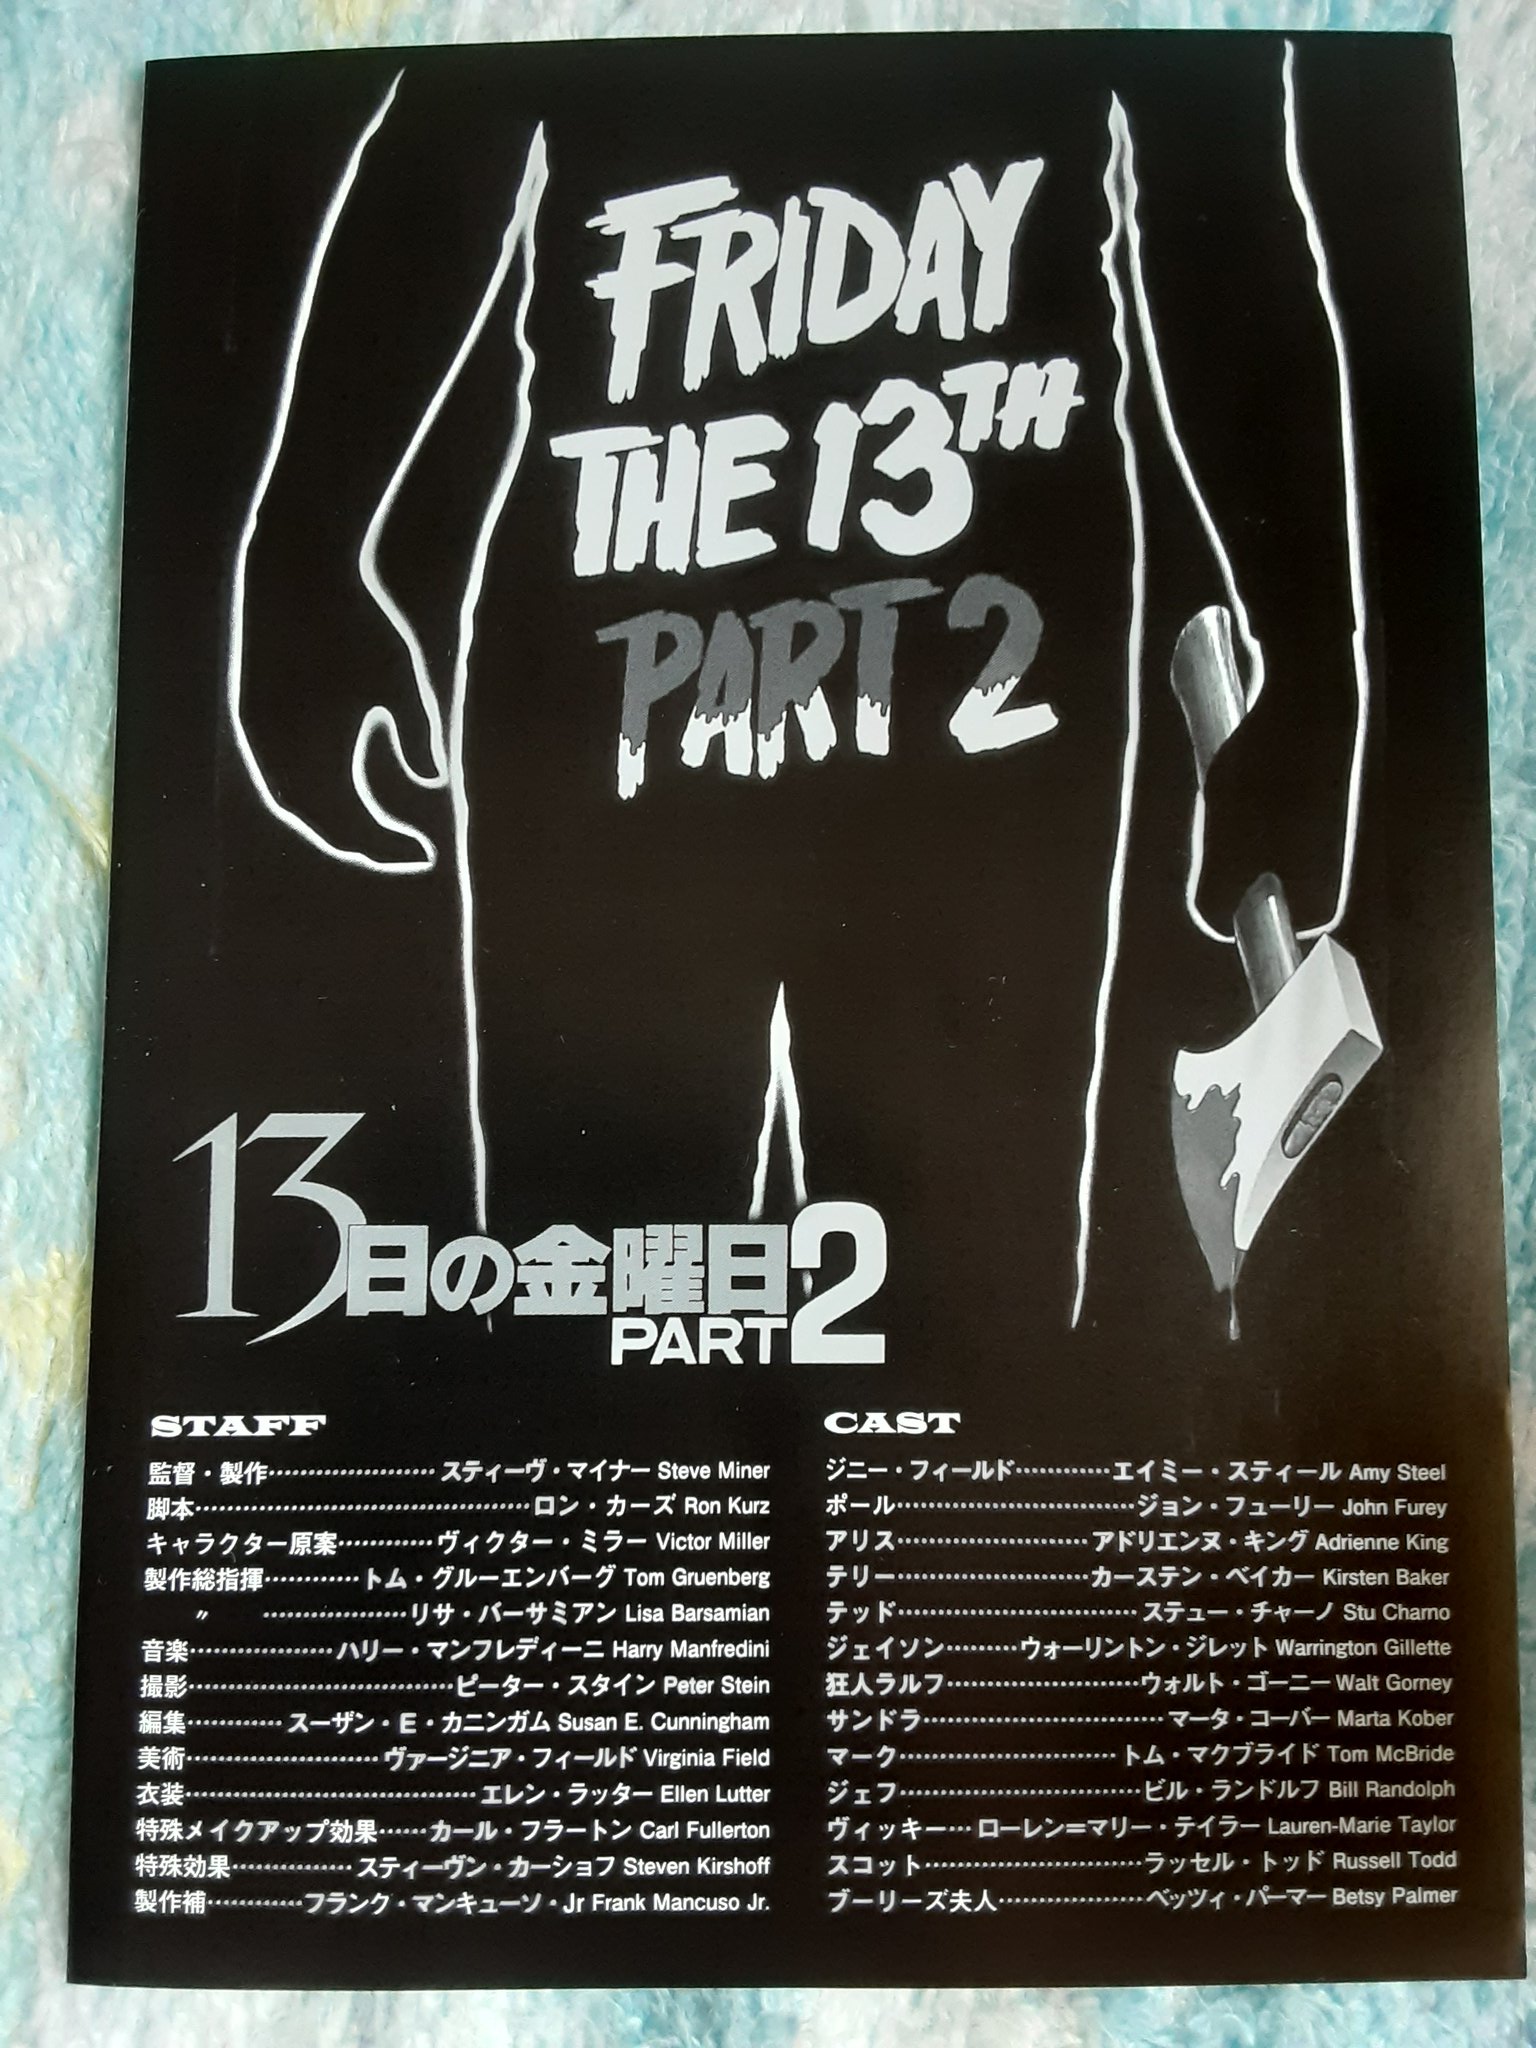 FRIDAY
THE 13TH
PART 2
13日の金曜日
PART2
STAFF
監督・製作……………………スティーヴ・マイナー Steve Miner
脚本……………………………………ロン・カーズ Ron Kurz
キャラクター原案…………ヴィクター・ミラー Victor Miller
製作総指揮…………トム・グルーエンバーグ Tom Gruenberg
〃 ………………リサ・バーサミアン Lisa Barsamian
音楽………………ハリー・マンフレディーニ Harry Manfredini
撮影……………………………ピーター・スタイン Peter Stein
編集…………スーザン・E・カニンガム Susan E. Cunningham
美術……………………ヴァージニア・フィールド Virginia Field
衣装………………………………エレン・ラッター Ellen Lutter
特殊メイクアップ効果……カール・フラートン Carl Fullerton
特殊効果……………スティーヴン・カーショフ Steven Kirshoff
製作補…………フランク・マンキューソ・Jr Frank Mancuso Jr.
CAST
ジニー・フィールド…………エイミー・スティール Amy Steel
ポール…………………………ジョン・フューリー John Furey
アリス……………………アドリエンヌ・キング Adrienne King
テリー……………………カーステン・ベイカー Kirsten Baker
テッド…………………………ステュー・チャーノ Stu Charno
ジェイソン………ウォーリントン・ジレット Warrington Gillette
狂人ラルフ……………………ウォルト・ゴーニー Walt Gorney
サンドラ…………………………マータ・コーバー Marta Kober
マーク………………………トム・マクブライド Tom McBride
ジェフ…………………………ビル・ランドルフ Bill Randolph
ヴィッキー…ローレン=マリー・テイラー Lauren-Marie Taylor
スコット………………………ラッセル・トッド Russell Todd
ブーリーズ夫人………………ベッツィ・パーマー Betsy Palmer